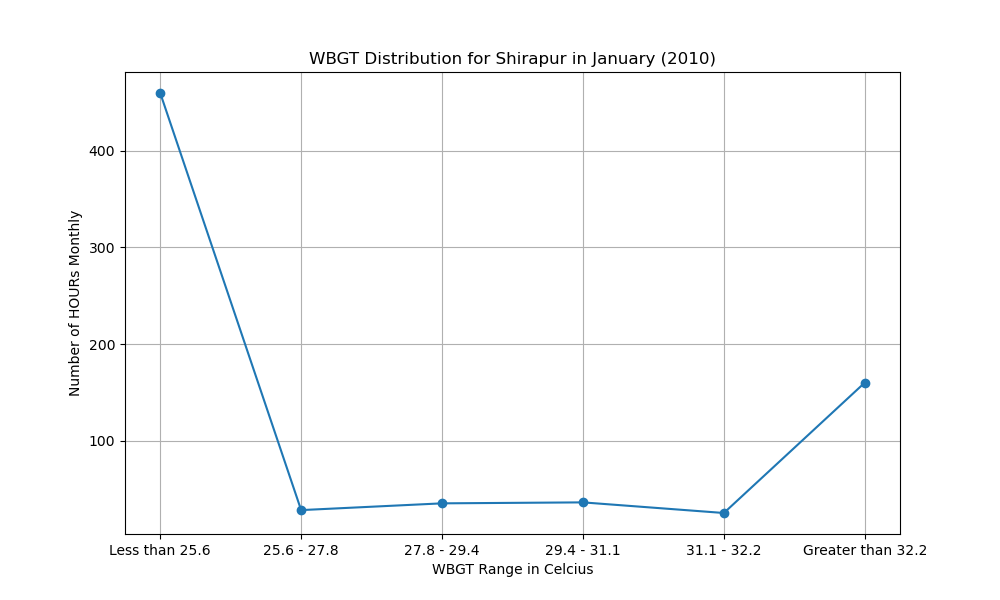 WBGT Distribution for Shirapur in January (2010)
Number of HOURs Monthly
400
300
200
100
Less than 25.6
25.6 - 27.8
27.8 - 29.4
29.4 - 31.1
31.1 - 32.2
Greater than 32.2
WBGT Range in Celcius